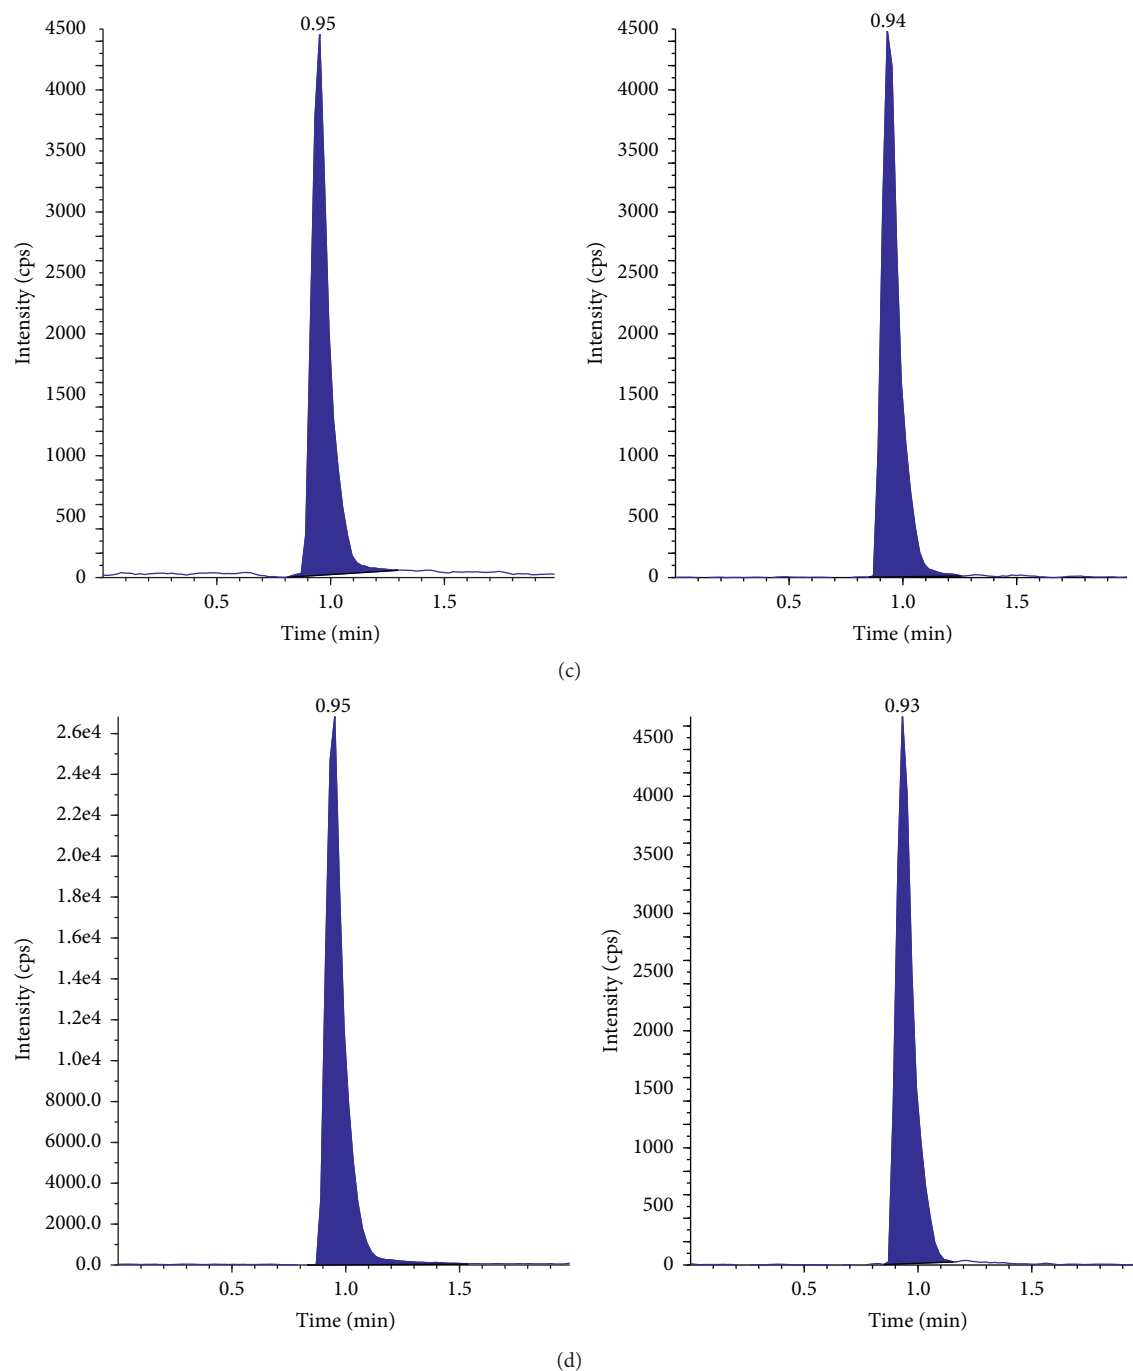 0.95
4500
4000
3500
3000
2500
2000
1500
1000
500
0
Intensity (cps)
0.5 1.0 1.5
Time (min)
0.94
4500
4000
3500
3000
2500
2000
1500
1000
500
0
Intensity (cps)
0.5 1.0 1.5
Time (min)
(c)
0.95
2.6e4
2.4e4
2.2e4
2.0e4
1.8e4
1.6e4
1.4e4
1.2e4
1.0e4
8000.0
6000.0
4000.0
2000.0
0.0
Intensity (cps)
0.5 1.0 1.5
Time (min)
0.93
4500
4000
3500
3000
2500
2000
1500
1000
500
0
Intensity (cps)
0.5 1.0 1.5
Time (min)
(d)